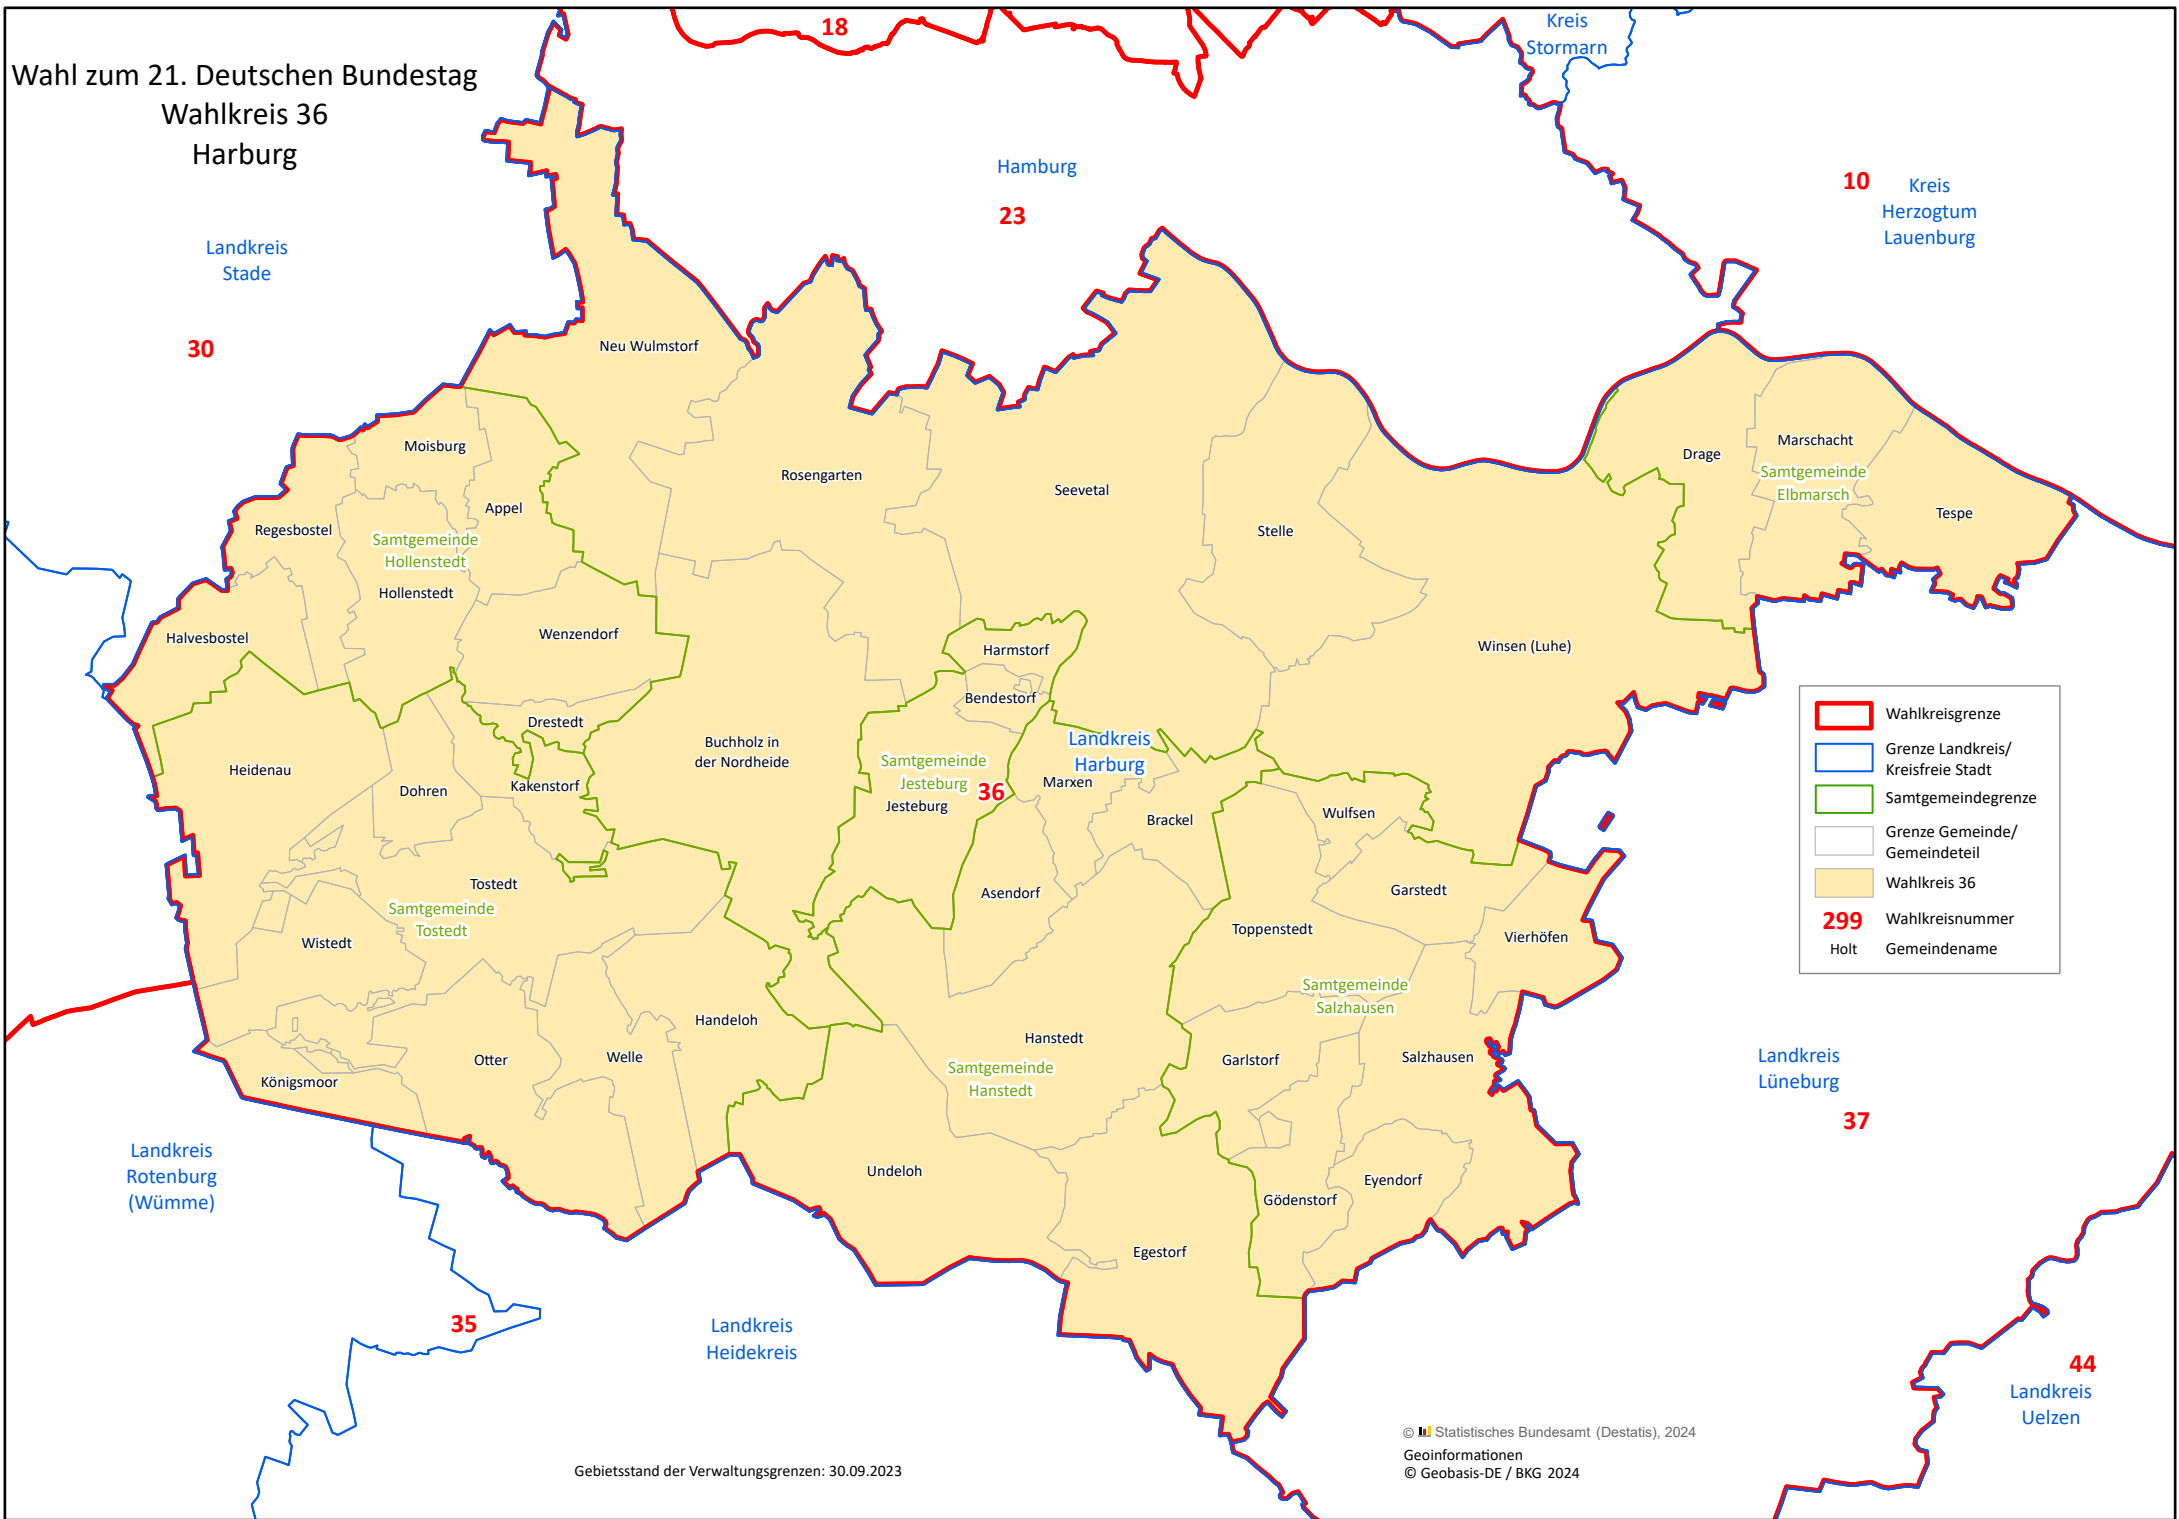 Wahl zum 21. Deutschen Bundestag
Wahlkreis 36
Harburg
18
Kreis
Stormarn
Hamburg
23
10
Kreis
Herzogtum
Lauenburg
Landkreis
Stade
30
Neu Wulmstorf
Moisburg
Rosengarten
Seevetal
Drage
Marschacht
Samtgemeinde
Elbmarsch
Tespe
Appel
Regesbostel
Samtgemeinde
Hollenstedt
Hollenstedt
Stelle
Halvesbostel
Wenzendorf
Harmstorf
Winsen (Luhe)
Bendestorf
Drestedt
Buchholz in
der Nordheide
Landkreis
Harburg
Heidenau
Dohren
Kakenstorf
Samtgemeinde
Jesteburg
36
Jesteburg
Marxen
Brackel
Wulfsen
Tostedt
Samtgemeinde
Tostedt
Asendorf
Garstedt
Wistedt
Toppenstedt
Vierhöfen
Samtgemeinde
Salzhausen
Handeloh
Hanstedt
Samtgemeinde
Hanstedt
Otter
Welle
Garlstorf
Salzhausen
Königsmoor
Undeloh
Gödenstorf
Eyendorf
Egestorf
Wahlkreisgrenze
Grenze Landkreis/
Kreisfreie Stadt
Samtgemeindegrenze
Grenze Gemeinde/
Gemeindeteil
Wahlkreis 36
299 Wahlkreisnummer
Holt Gemeindename
Landkreis
Lüneburg
37
Landkreis
Rotenburg
(Wümme)
35
Landkreis
Heidekreis
44
Landkreis
Uelzen
Gebietsstand der Verwaltungsgrenzen: 30.09.2023
© Statistisches Bundesamt (Destatis), 2024
Geoinformationen
© Geobasis-DE / BKG 2024